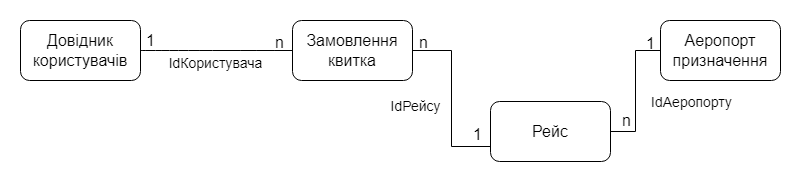 Довідник
користувачів
1
n
IdКористувача
Замовлення
квитка
n
IdРейсу
1
Рейс
n
IdАеропорту
1
Аеропорт
призначення